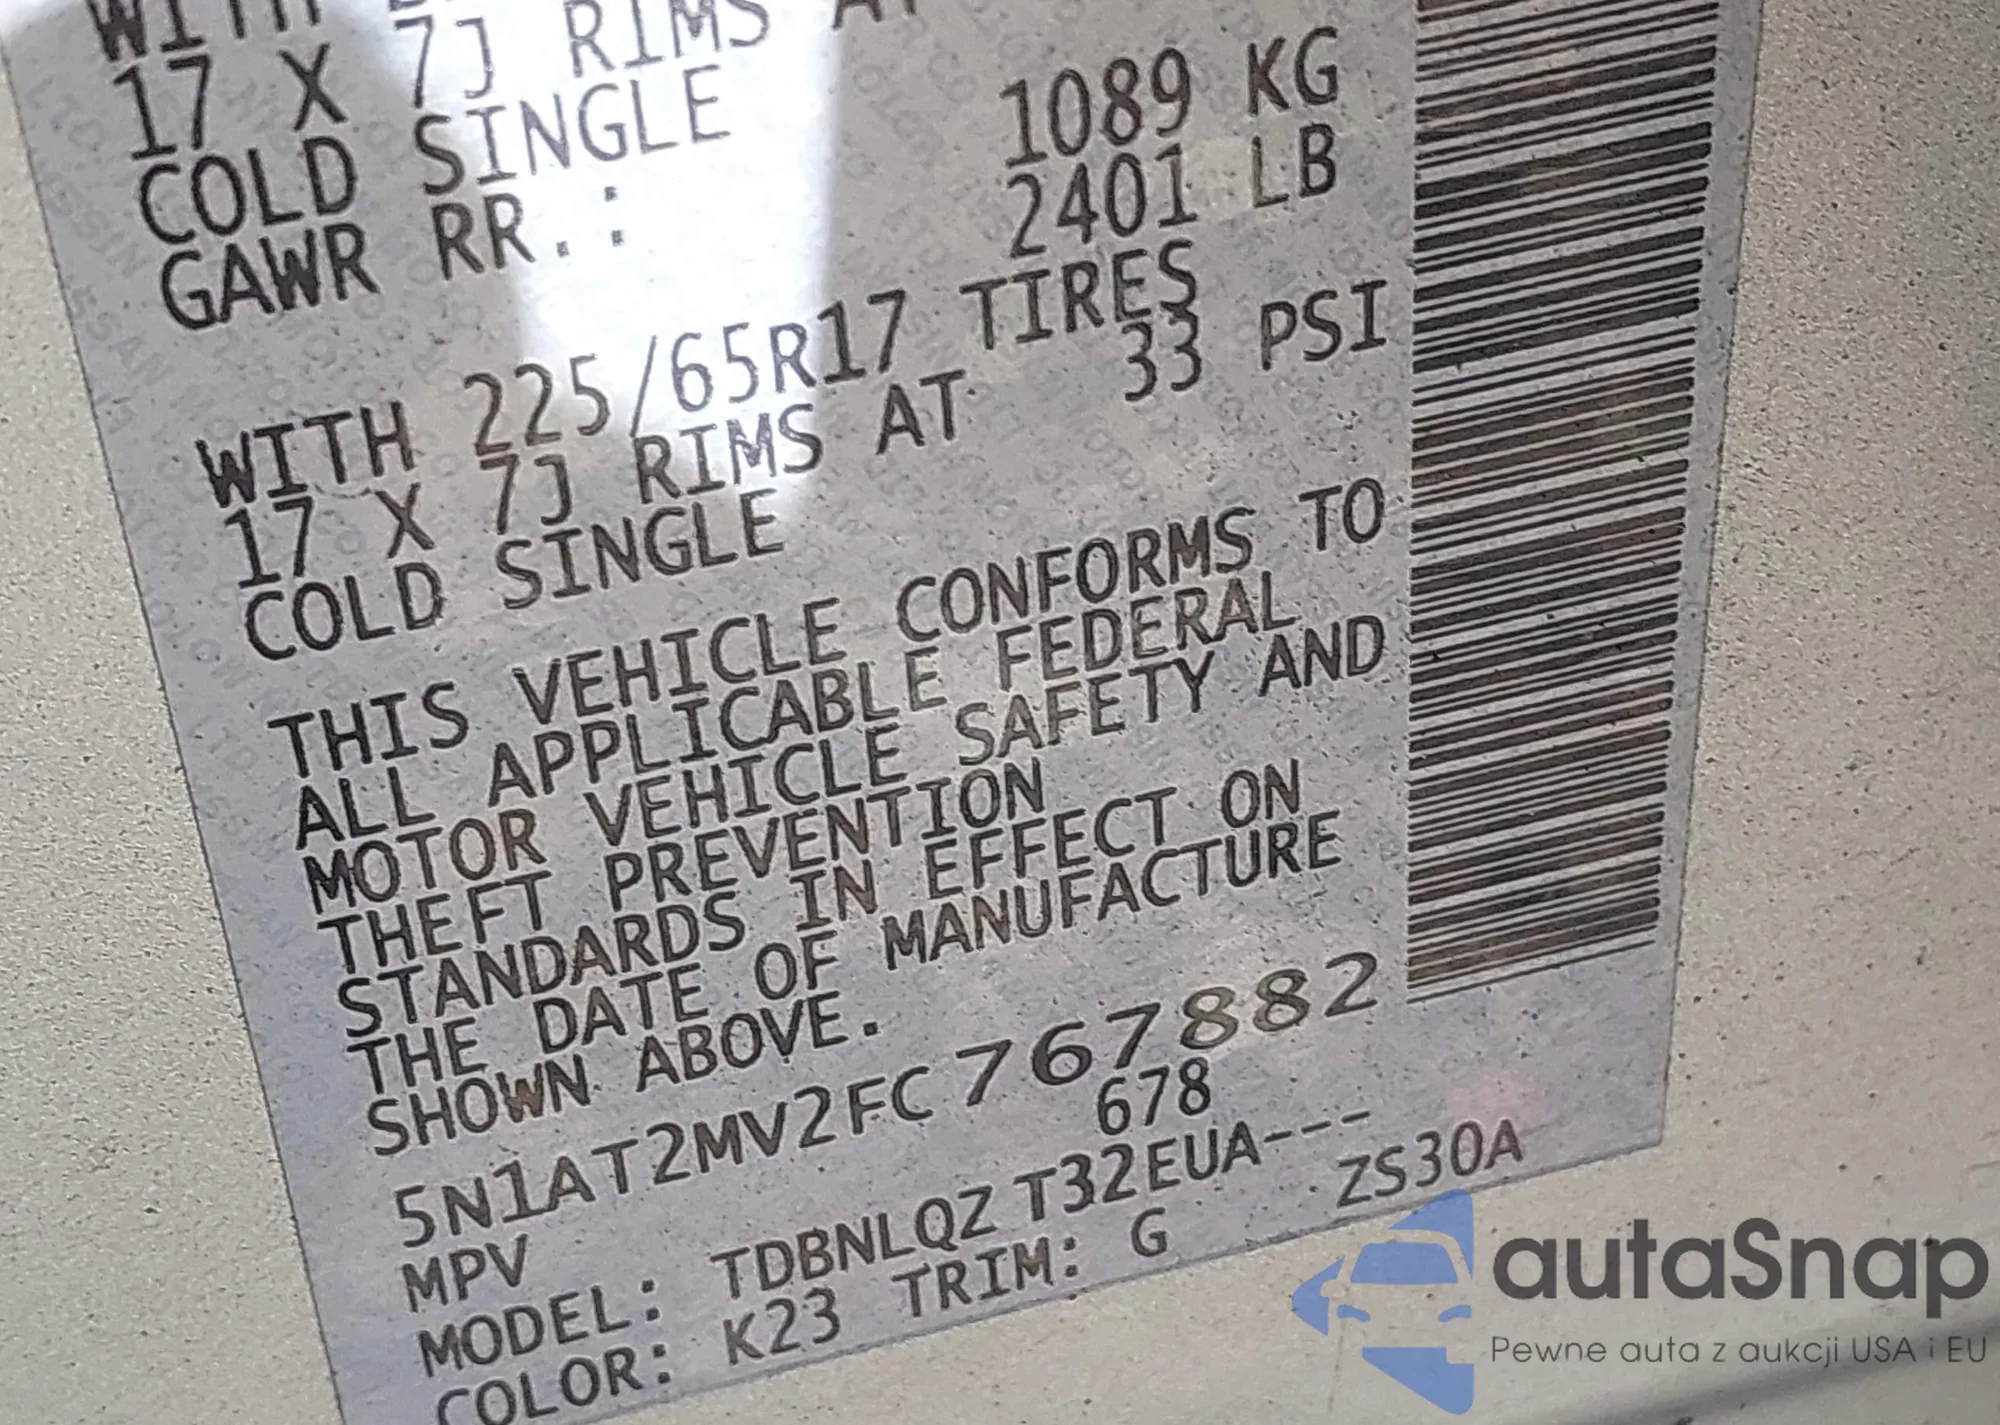 WITH
17 X 7J RIMS AT
COLD SINGLE
GAWR RR.: 1089 KG
2401 LB
WITH 225/65R17 TIRES
17 X 7J RIMS AT 33 PSI
COLD SINGLE
THIS VEHICLE CONFORMS TO
ALL APPLICABLE FEDERAL
MOTOR VEHICLE SAFETY AND
THEFT PREVENTION
STANDARDS IN EFFECT ON
THE DATE OF MANUFACTURE
SHOWN ABOVE.
5N1AT2MV2FC767882
MPV 678
MODEL: TDBNLQZ T32EUA---
COLOR: K23 TRIM: G ZS30A
autaSnap
Pewne auta z aukcji USA i EU